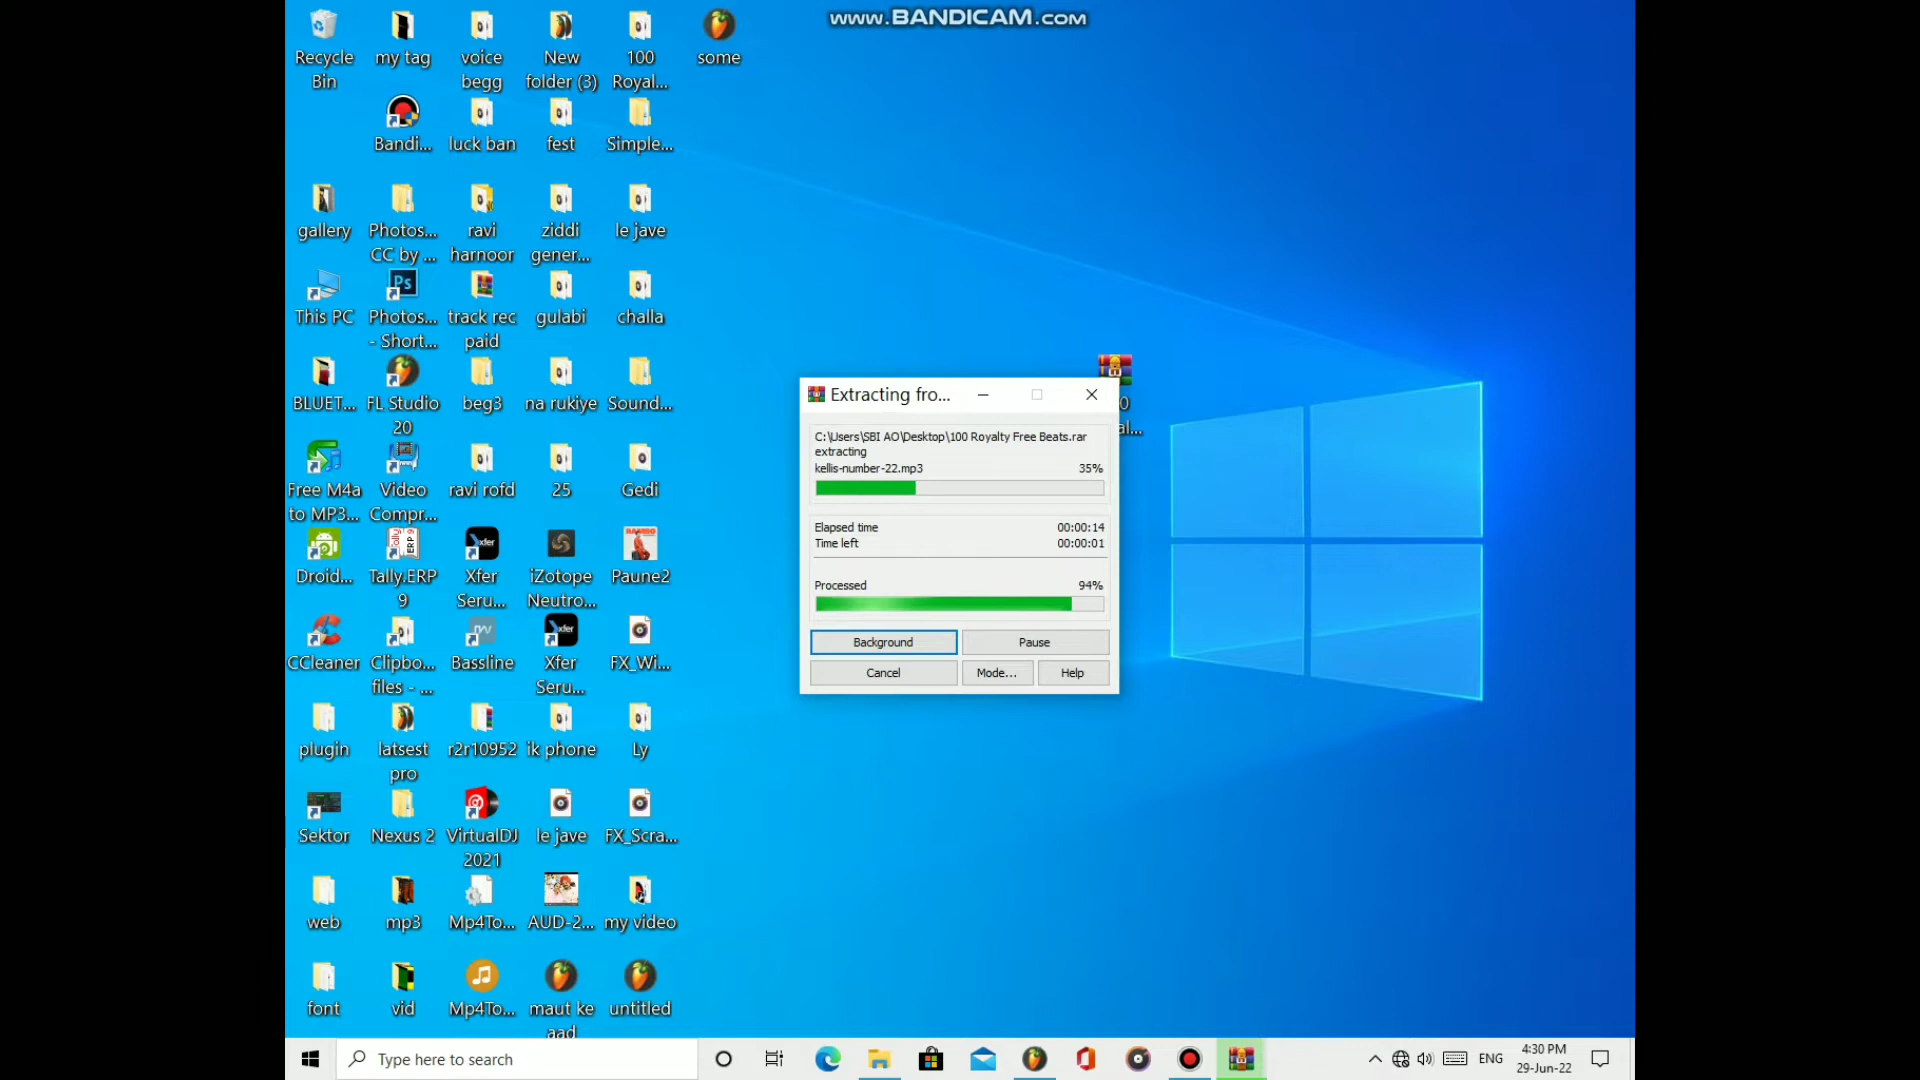 www.BANDICAM.com
Recycle
Bin
my tag
voice
begg
New
folder (3)
100
Royal...
some
Bandi...
luck ban
fest
Simple...
gallery
Photos...
CC by ...
ravi
harnoor
ziddi
gener...
le jave
This PC
Photos...
- Short...
track rec
paid
gulabi
challa
BLUET...
FL Studio
20
beg3
na rukiye
Sound...
Free M4a
to MP3...
Video
Compr...
ravi rofd
25
Gedi
Droid...
Tally.ERP
9
Xfer
Seru...
iZotope
Neutro...
Paune2
CCleaner
Clipbo...
files - ...
Bassline
Xfer
Seru...
FX_Wi...
plugin
latsest
pro
r2r10952
ik phone
Ly
Sektor
Nexus 2
VirtualDJ
2021
le jave
FX_Scra...
web
mp3
Mp4To...
AUD-2...
my video
font
vid
Mp4To...
maut ke
aad
untitled
Extracting fro...
C:\Users\SBI AO\Desktop\100 Royalty Free Beats.rar
extracting
kellis-number-22.mp3 35%
Elapsed time 00:00:14
Time left 00:00:01
Processed 94%
Background Pause
Cancel Mode... Help
Type here to search
ENG
4:30 PM
29-Jun-22